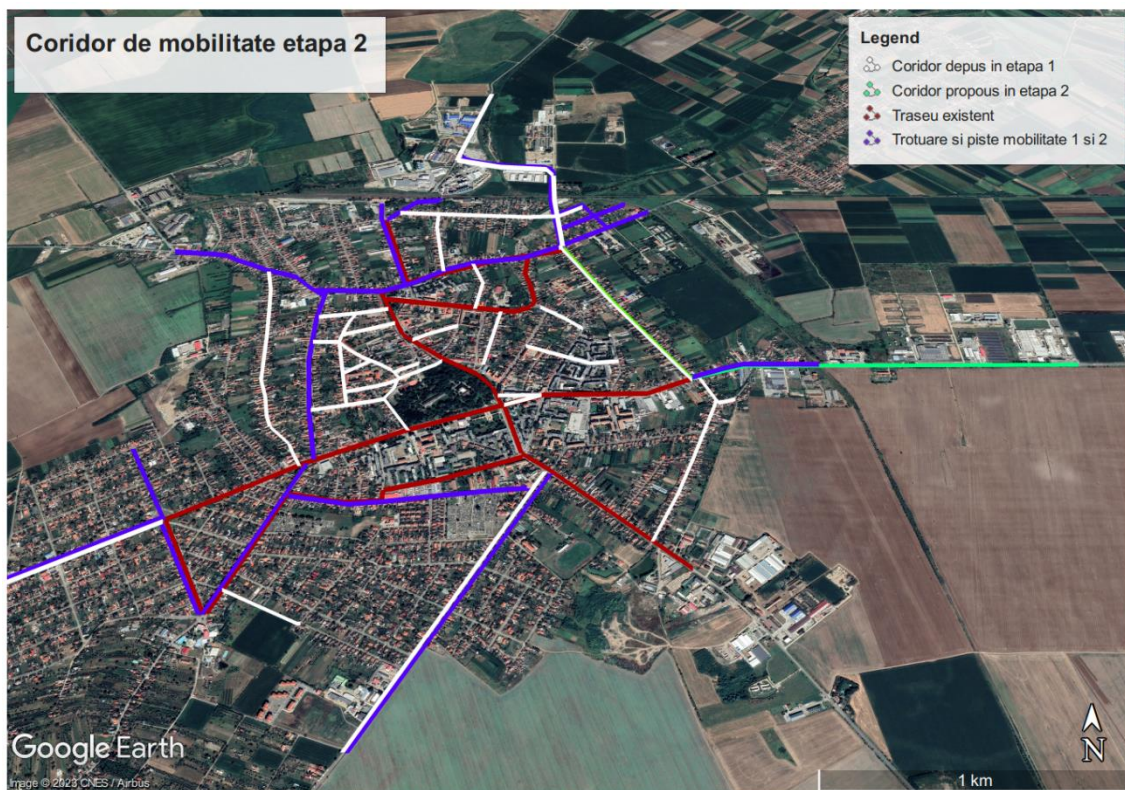 Coridor de mobilitate etapa 2
Legend
Coridor depus in etapa 1
Coridor propous in etapa 2
Traseu existent
Trotuare si piste mobilitate 1 si 2
Google Earth
Image © 2023 CNES / Airbus
N
1 km